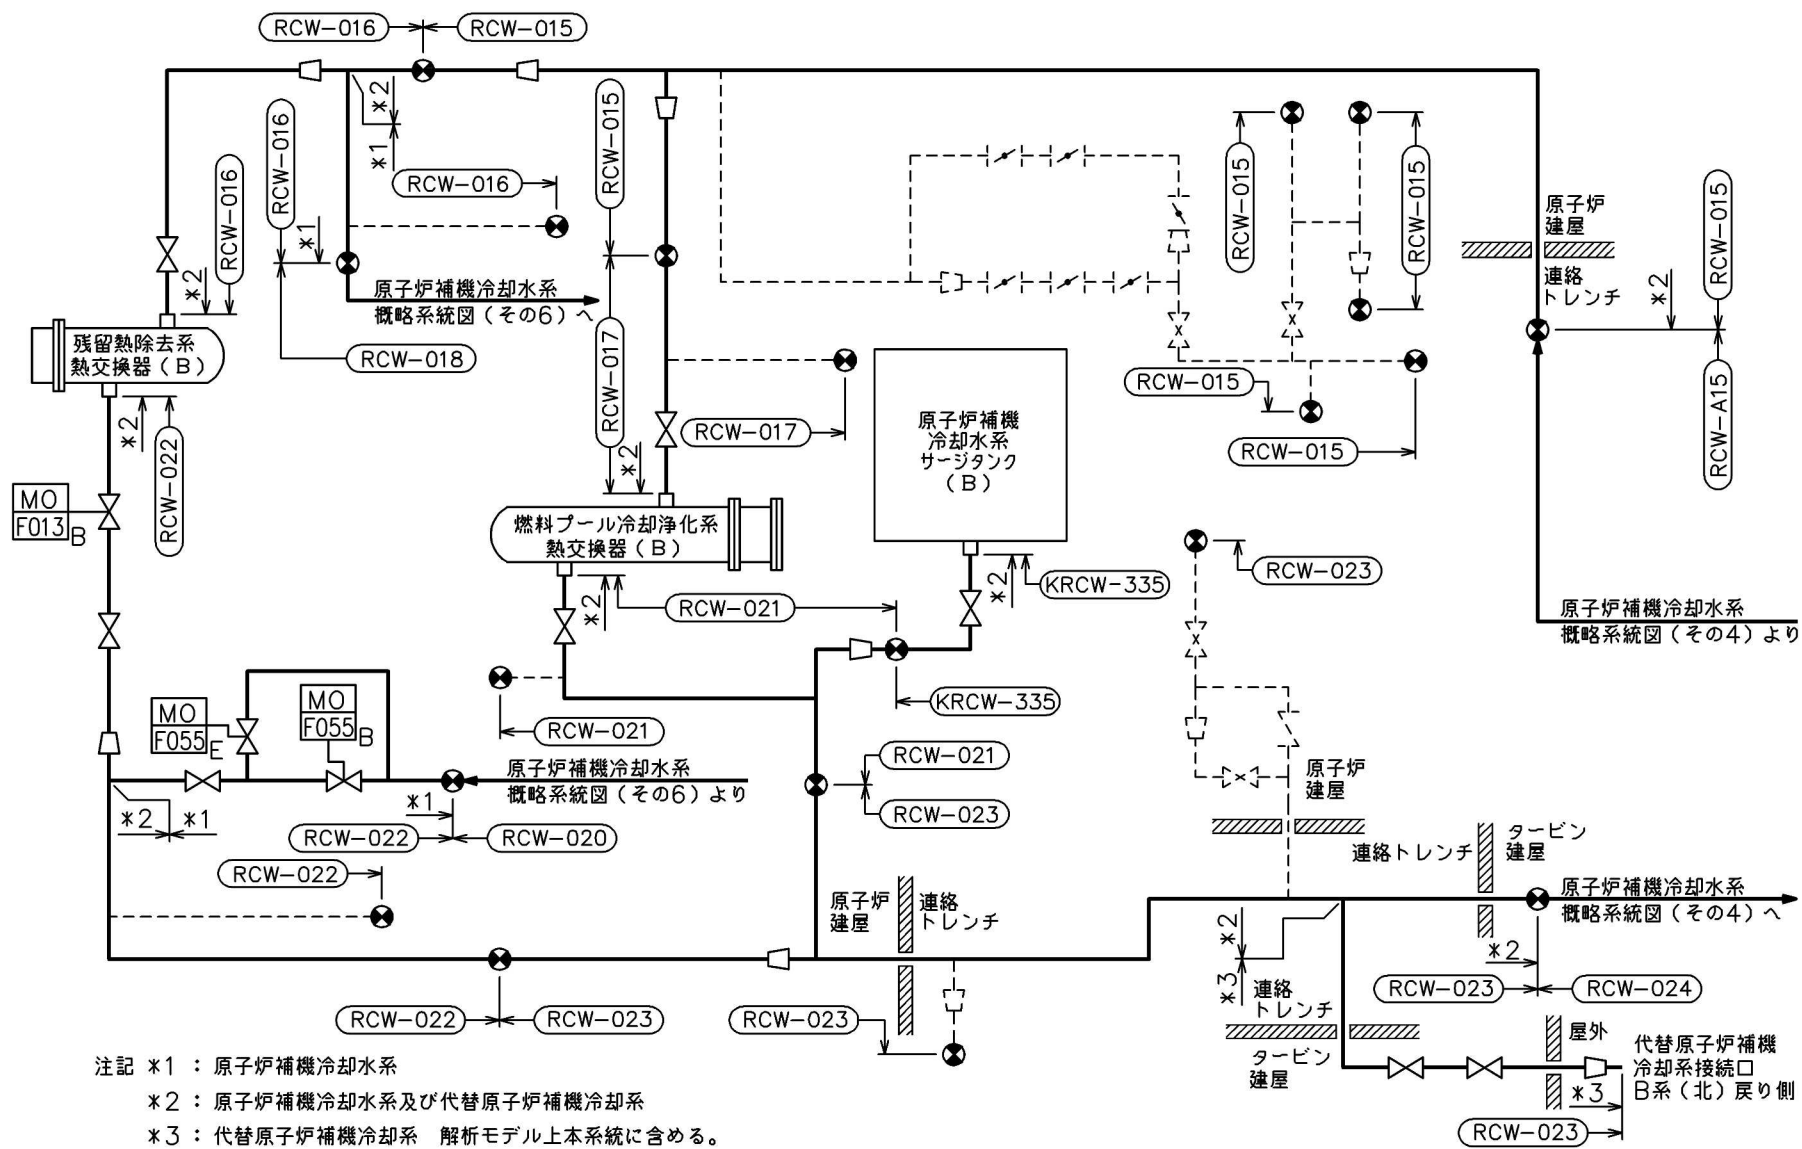 RCW-016
RCW-015
*2
*1
RCW-016
RCW-016
RCW-016
*1
*2
RCW-015
原子炉補機冷却水系
概略系統図(その6)へ
RCW-018
RCW-017
*2
RCW-017
残留熱除去系
熱交換器(B)
*2
RCW-022
MO
F013
B
RCW-015
RCW-015
RCW-015
RCW-015
原子炉
建屋
連絡
トレンチ
*2
RCW-015
RCW-A15
原子炉補機
冷却水系
サージタンク
(B)
燃料プール冷却浄化系
熱交換器(B)
*2
RCW-021
*2
KRCW-335
KRCW-335
RCW-023
原子炉補機冷却水系
概略系統図(その4)より
RCW-021
MO
F055
E
MO
F055
B
原子炉補機冷却水系
概略系統図(その6)より
*1
*2
*1
RCW-022
RCW-020
RCW-021
RCW-023
原子炉
建屋
RCW-022
連絡トレンチ
タービン
建屋
原子炉
建屋
連絡
トレンチ
原子炉補機冷却水系
概略系統図(その4)へ
*2
*3
*2
RCW-023
RCW-024
連絡
トレンチ
タービン
建屋
RCW-022
RCW-023
RCW-023
屋外
代替原子炉補機
冷却系接続口
B系(北)戻り側
*3
RCW-023
注記 *1 : 原子炉補機冷却水系
*2 : 原子炉補機冷却水系及び代替原子炉補機冷却系
*3 : 代替原子炉補機冷却系 解析モデル上本系統に含める。